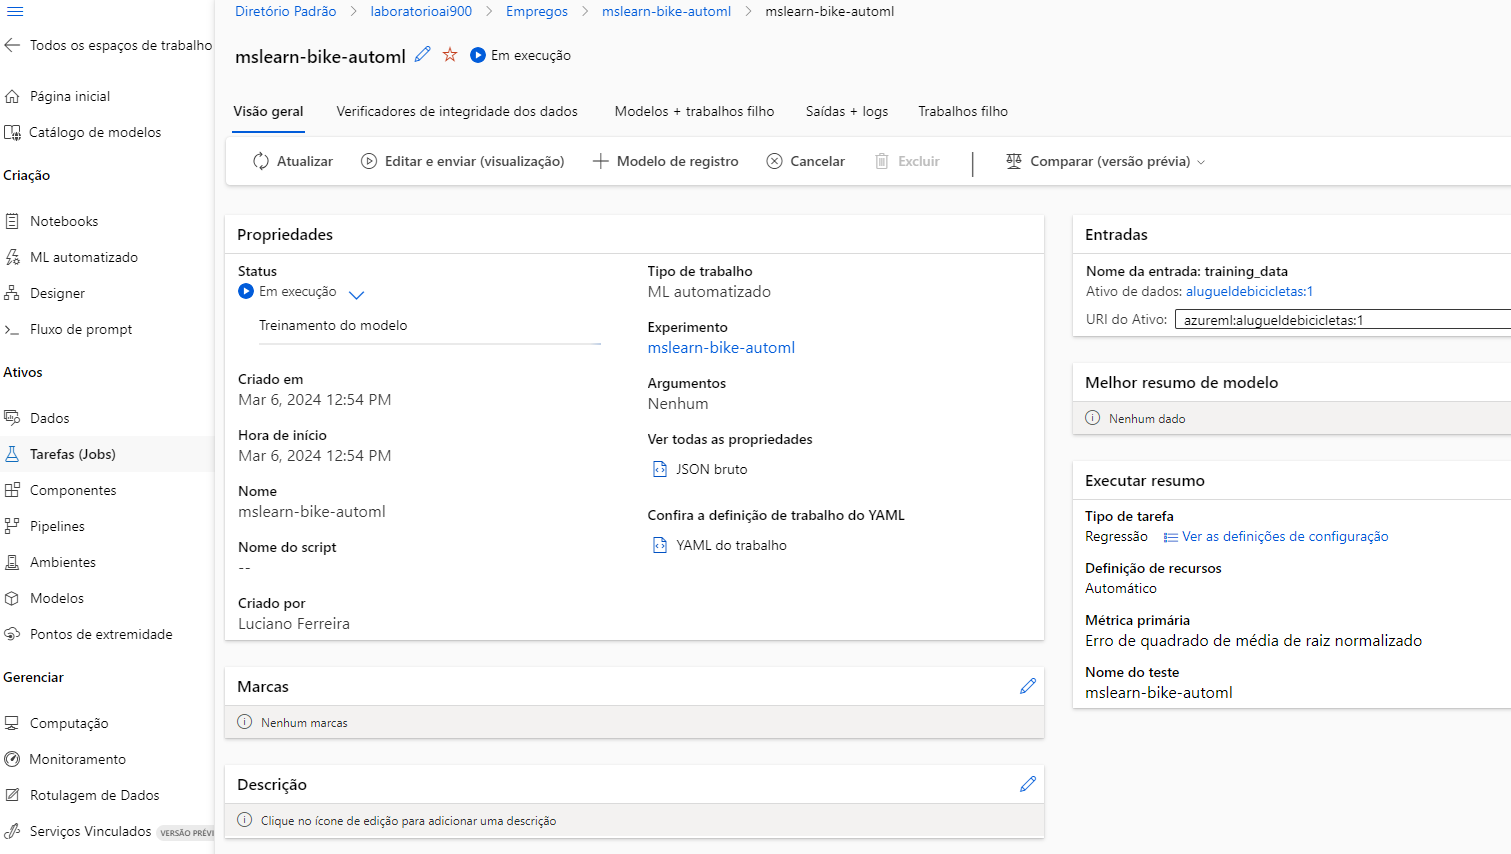 Diretório Padrão > laboratorioai900 > Empregos > mslearn-bike-automl > mslearn-bike-automl
Todos os espaços de trabalho
Página inicial
Catálogo de modelos
Criação
Notebooks
ML automatizado
Designer
Fluxo de prompt
Ativos
Dados
Tarefas (Jobs)
Componentes
Pipelines
Ambientes
Modelos
Pontos de extremidade
Gerenciar
Computação
Monitoramento
Rotulagem de Dados
Serviços Vinculados VERSÃO PRÉVI
mslearn-bike-automl Em execução
Visão geral Verificadores de integridade dos dados Modelos + trabalhos filho Saídas + logs Trabalhos filho
Atualizar Editar e enviar (visualização) Modelo de registro Cancelar Excluir Comparar (versão prévia)
Propriedades
Status
Em execução
Treinamento do modelo
Criado em
Mar 6, 2024 12:54 PM
Hora de início
Mar 6, 2024 12:54 PM
Nome
mslearn-bike-automl
Nome do script
--
Criado por
Luciano Ferreira
Tipo de trabalho
ML automatizado
Experimento
mslearn-bike-automl
Argumentos
Nenhum
Ver todas as propriedades
JSON bruto
Confira a definição de trabalho do YAML
YAML do trabalho
Marcas
Nenhum marcas
Descrição
Clique no ícone de edição para adicionar uma descrição
Entradas
Nome da entrada: training_data
Ativo de dados: alugueldebicicletas:1
URI do Ativo: azureml:alugueldebicicletas:1
Melhor resumo de modelo
Nenhum dado
Executar resumo
Tipo de tarefa
Regressão Ver as definições de configuração
Definição de recursos
Automático
Métrica primária
Erro de quadrado de média de raiz normalizado
Nome do teste
mslearn-bike-automl